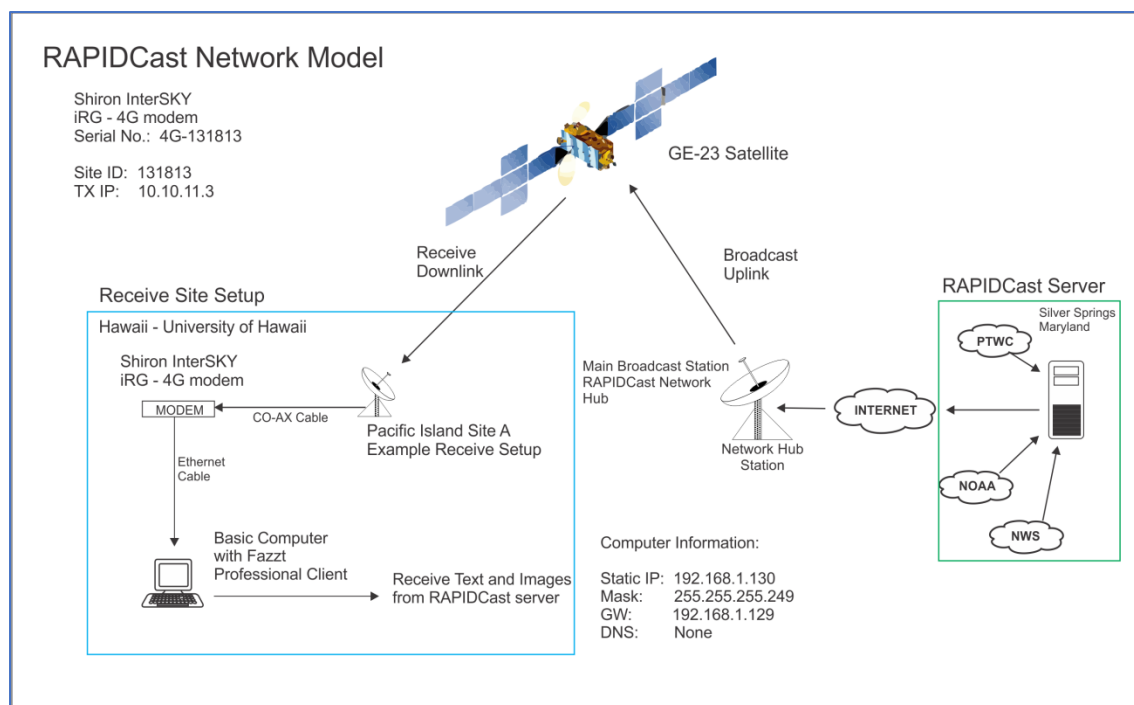 RAPIDCast Network Model
Shiron InterSKY
iRG - 4G modem
Serial No.: 4G-131813
Site ID: 131813
TX IP: 10.10.11.3
GE-23 Satellite
Receive
Downlink
Broadcast
Uplink
Receive Site Setup
Hawaii - University of Hawaii
Shiron InterSKY
iRG - 4G modem
MODEM
CO-AX Cable
Pacific Island Site A
Example Receive Setup
Ethernet
Cable
Basic Computer
with Fazzt
Professional Client
Receive Text and Images
from RAPIDCast server
Main Broadcast Station
RAPIDCast Network
Hub
Network Hub
Station
INTERNET
RAPIDCast Server
Silver Springs
Maryland
PTWC
NOAA
NWS
Computer Information:
Static IP: 192.168.1.130
Mask: 255.255.255.249
GW: 192.168.1.129
DNS: None